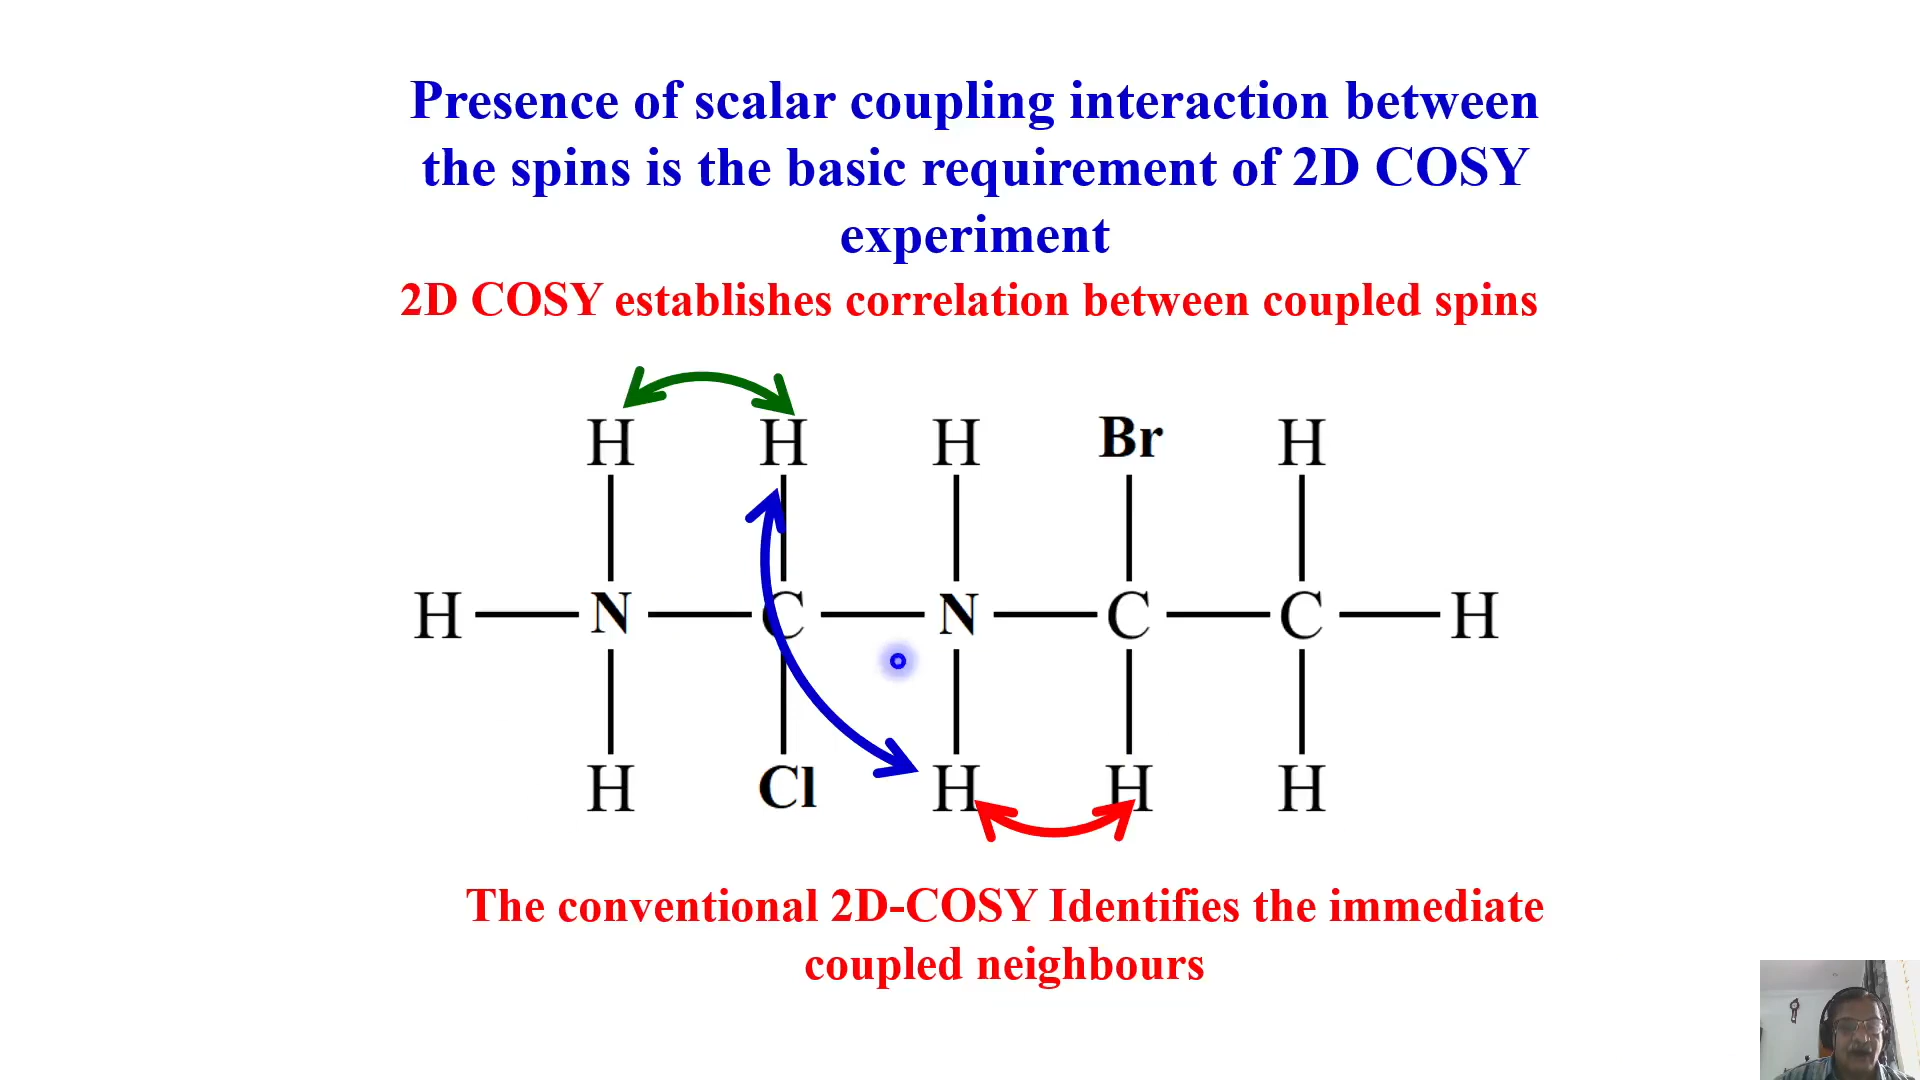 Presence of scalar coupling interaction between
the spins is the basic requirement of 2D COSY
experiment
2D COSY establishes correlation between coupled spins
H H H Br H
H N C N C C H
H Cl H H H
The conventional 2D-COSY Identifies the immediate
coupled neighbours